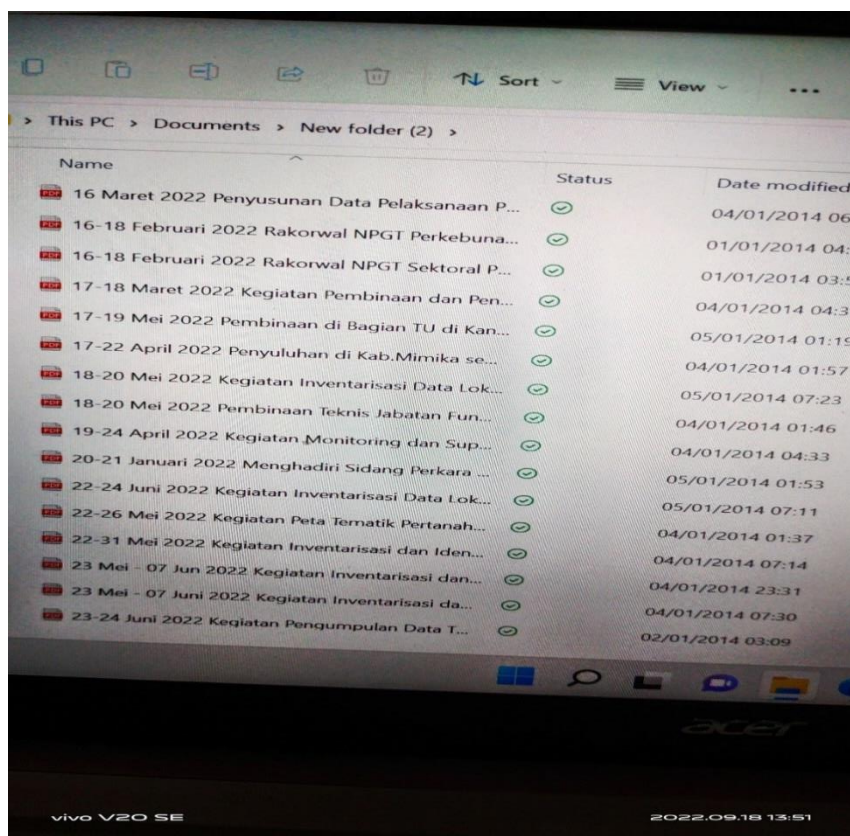 Sort View ...
> This PC > Documents > New folder (2) >
Name Status Date modified
16 Maret 2022 Penyusunan Data Pelaksanaan P... 04/01/2014 06
16-18 Februari 2022 Rakorwal NPGT Perkebuna... 01/01/2014 04:
16-18 Februari 2022 Rakorwal NPGT Sektoral P... 01/01/2014 03:5
17-18 Maret 2022 Kegiatan Pembinaan dan Pen... 04/01/2014 04:3
17-19 Mei 2022 Pembinaan di Bagian TU di Kan... 05/01/2014 01:19
17-22 April 2022 Penyuluhan di Kab.Mimika se... 04/01/2014 01:57
18-20 Mei 2022 Kegiatan Inventarisasi Data Lok... 05/01/2014 07:23
18-20 Mei 2022 Pembinaan Teknis Jabatan Fun... 04/01/2014 01:46
19-24 April 2022 Kegiatan Monitoring dan Sup... 04/01/2014 04:33
20-21 Januari 2022 Menghadiri Sidang Perkara ... 05/01/2014 01:53
22-24 Juni 2022 Kegiatan Inventarisasi Data Lok... 05/01/2014 07:11
22-26 Mei 2022 Kegiatan Peta Tematik Pertanah... 04/01/2014 01:37
22-31 Mei 2022 Kegiatan Inventarisasi dan Iden... 04/01/2014 07:14
23 Mei - 07 Jun 2022 Kegiatan Inventarisasi dan... 04/01/2014 23:31
23 Mei - 07 Juni 2022 Kegiatan Inventarisasi da... 04/01/2014 07:30
23-24 Juni 2022 Kegiatan Pengumpulan Data T... 02/01/2014 03:09
acer
vivo V20 SE 2022.09.18 13:51